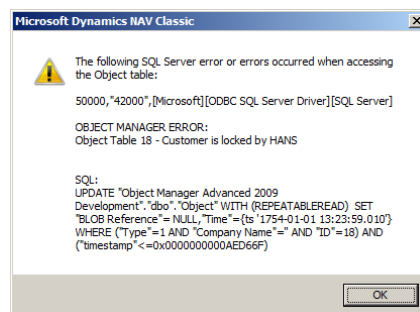 Microsoft Dynamics NAV Classic
The following SQL Server error or errors occurred when accessing
the Object table:
50000,"42000",[Microsoft][ODBC SQL Server Driver][SQL Server]
OBJECT MANAGER ERROR:
Object Table 18 - Customer is locked by HANS
SQL:
UPDATE "Object Manager Advanced 2009
Development"."dbo"."Object" WITH (REPEATABLEREAD)  SET
"BLOB Reference"= NULL,"Time"={ts '1754-01-01 13:23:59.010'}
WHERE ("Type"=1 AND "Company Name"='' AND "ID"=18) AND
("timestamp"<=0x0000000000AED66F)
OK